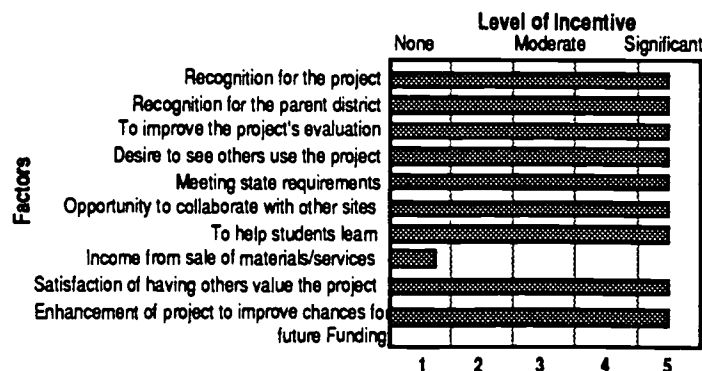 Level of Incentive
None Moderate Significant
Factors
Recognition for the project
Recognition for the parent district
To improve the project's evaluation
Desire to see others use the project
Meeting state requirements
Opportunity to collaborate with other sites
To help students learn
Income from sale of materials/services
Satisfaction of having others value the project
Enhancement of project to improve chances for
future Funding
1 2 3 4 5